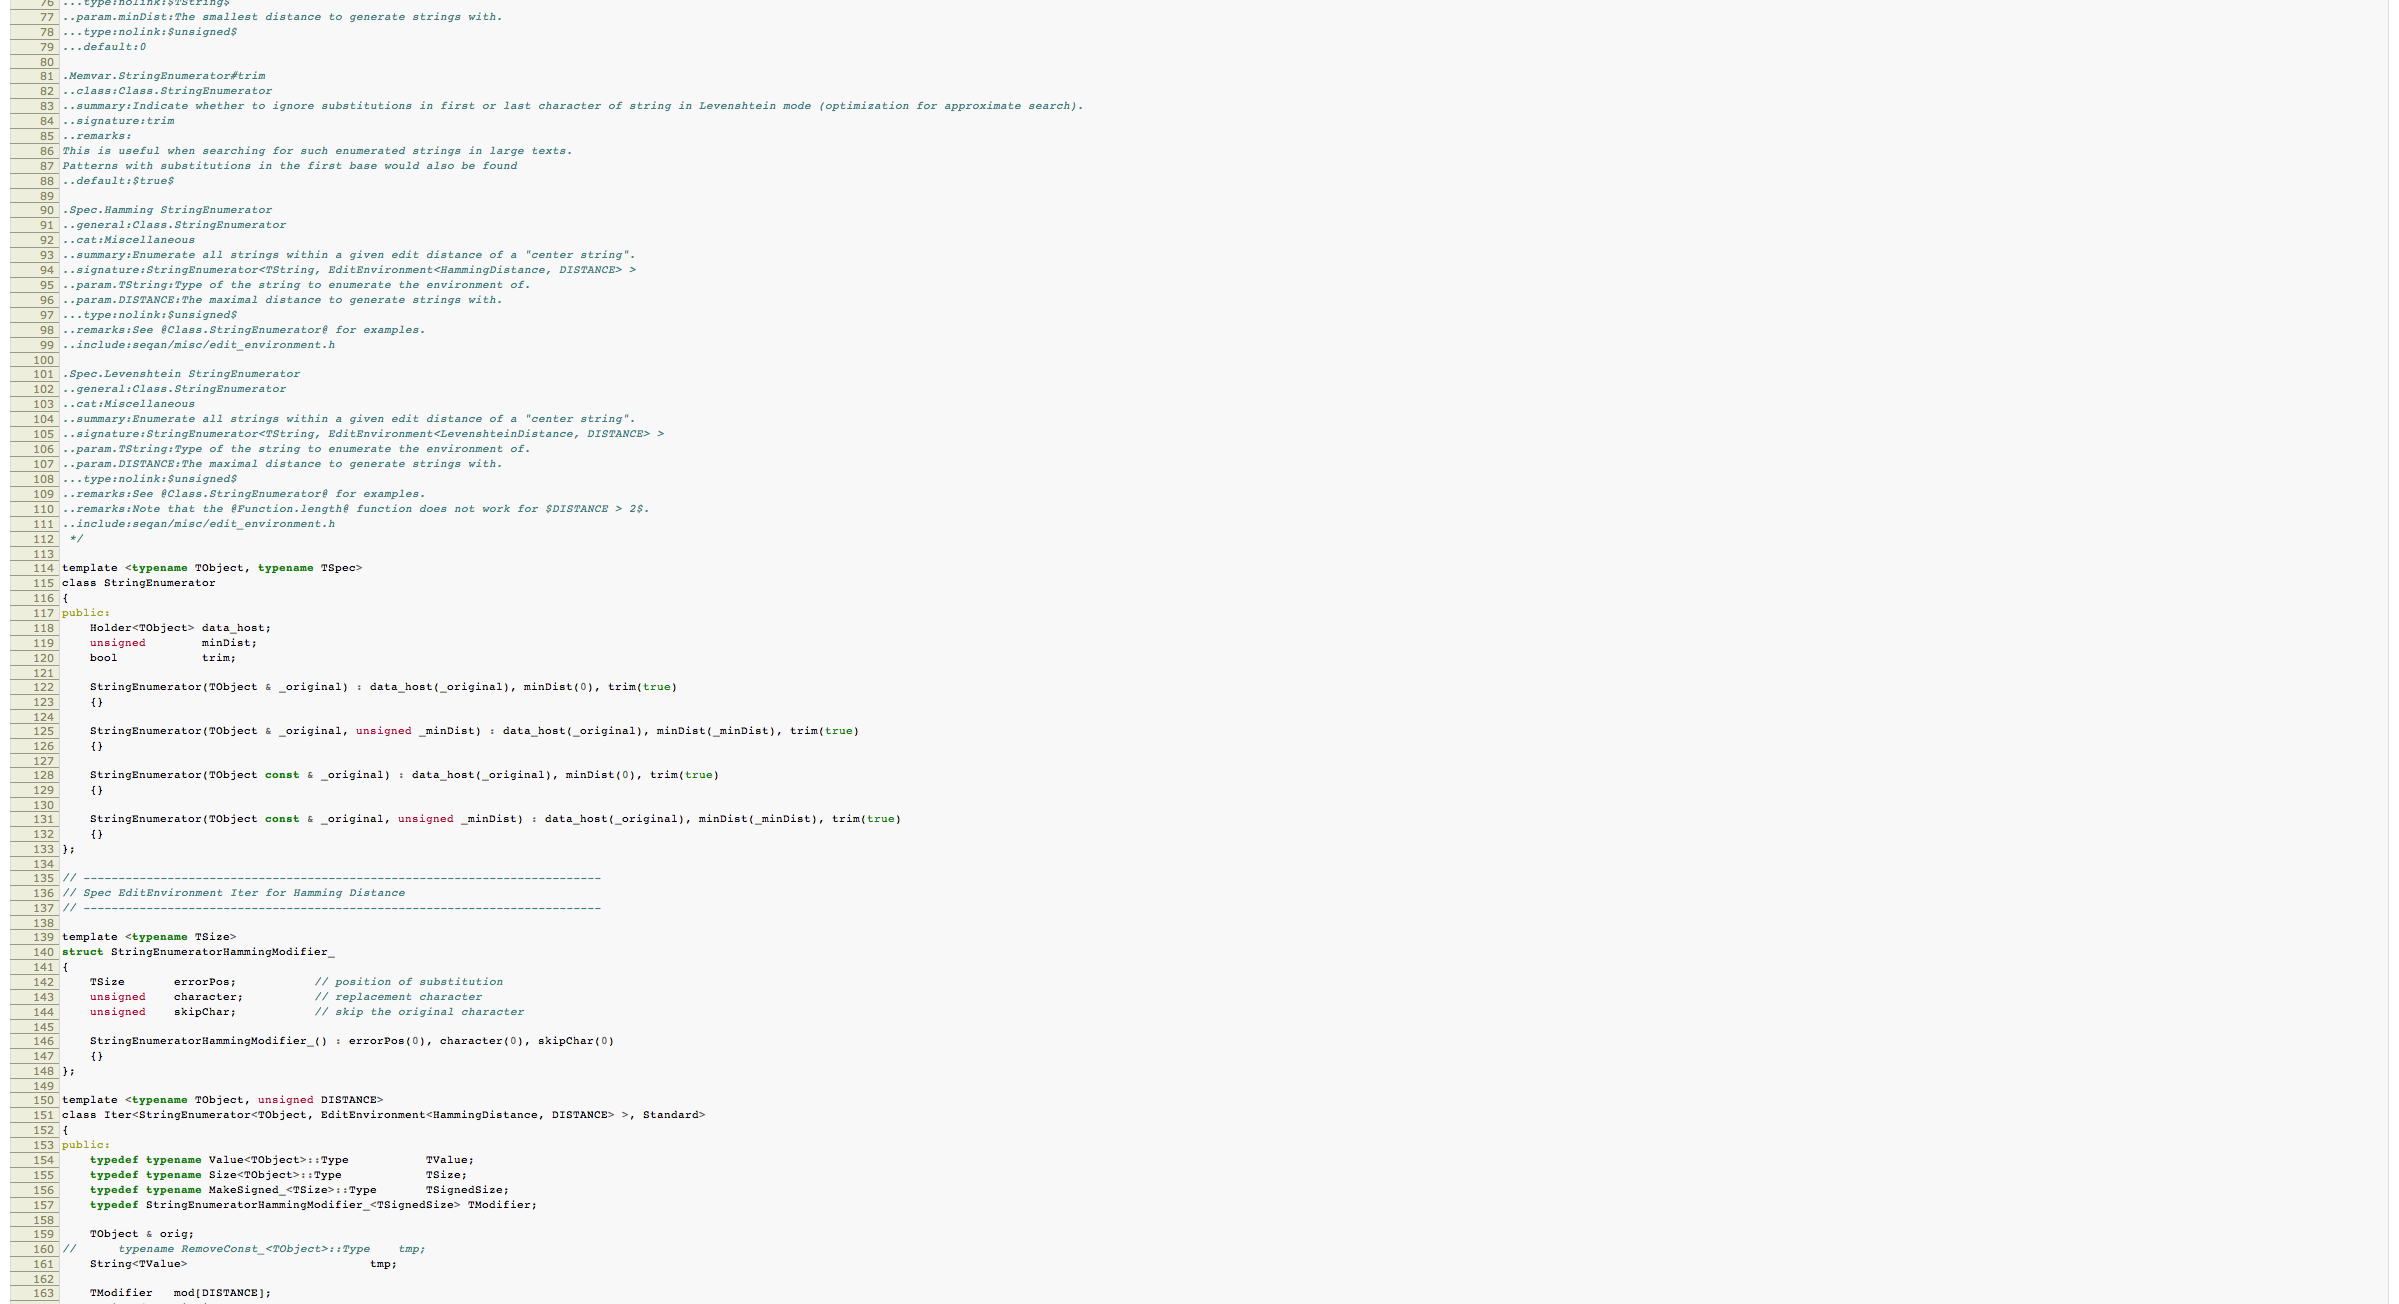 76 ...type:nolink:$TString$
77 ..param.minDist:The smallest distance to generate strings with.
78 ...type:nolink:$unsigned$
79 ...default:0
80
81 .Memvar.StringEnumerator#trim
82 ..class:Class.StringEnumerator
83 ..summary:Indicate whether to ignore substitutions in first or last character of string in Levenshtein mode (optimization for approximate search).
84 ..signature:trim
85 ..remarks:
86 This is useful when searching for such enumerated strings in large texts.
87 Patterns with substitutions in the first base would also be found
88 ..default:$true$
89
90 .Spec.Hamming StringEnumerator
91 ..general:Class.StringEnumerator
92 ..cat:Miscellaneous
93 ..summary:Enumerate all strings within a given edit distance of a "center string".
94 ..signature:StringEnumerator<TString, EditEnvironment<HammingDistance, DISTANCE> >
95 ..param.TString:Type of the string to enumerate the environment of.
96 ..param.DISTANCE:The maximal distance to generate strings with.
97 ...type:nolink:$unsigned$
98 ..remarks:See @Class.StringEnumerator@ for examples.
99 ..include:seqan/misc/edit_environment.h
100
101 .Spec.Levenshtein StringEnumerator
102 ..general:Class.StringEnumerator
103 ..cat:Miscellaneous
104 ..summary:Enumerate all strings within a given edit distance of a "center string".
105 ..signature:StringEnumerator<TString, EditEnvironment<LevenshteinDistance, DISTANCE> >
106 ..param.TString:Type of the string to enumerate the environment of.
107 ..param.DISTANCE:The maximal distance to generate strings with.
108 ...type:nolink:$unsigned$
109 ..remarks:See @Class.StringEnumerator@ for examples.
110 ..remarks:Note that the @Function.length@ function does not work for $DISTANCE > 2$.
111 ..include:seqan/misc/edit_environment.h
112 */
113
114 template <typename TObject, typename TSpec>
115 class StringEnumerator
116 {
117 public:
118 Holder<TObject> data_host;
119 unsigned minDist;
120 bool trim;
121
122 StringEnumerator(TObject & _original) : data_host(_original), minDist(0), trim(true)
123 {}
124
125 StringEnumerator(TObject & _original, unsigned _minDist) : data_host(_original), minDist(_minDist), trim(true)
126 {}
127
128 StringEnumerator(TObject const & _original) : data_host(_original), minDist(0), trim(true)
129 {}
130
131 StringEnumerator(TObject const & _original, unsigned _minDist) : data_host(_original), minDist(_minDist), trim(true)
132 {}
133 };
134
135 // --------------------------------------------------------------------------
136 // Spec EditEnvironment Iter for Hamming Distance
137 // --------------------------------------------------------------------------
138
139 template <typename TSize>
140 struct StringEnumeratorHammingModifier_
141 {
142 TSize errorPos; // position of substitution
143 unsigned character; // replacement character
144 unsigned skipChar; // skip the original character
145
146 StringEnumeratorHammingModifier_() : errorPos(0), character(0), skipChar(0)
147 {}
148 };
149
150 template <typename TObject, unsigned DISTANCE>
151 class Iter<StringEnumerator<TObject, EditEnvironment<HammingDistance, DISTANCE> >, Standard>
152 {
153 public:
154 typedef typename Value<TObject>::Type TValue;
155 typedef typename Size<TObject>::Type TSize;
156 typedef typename MakeSigned_<TSize>::Type TSignedSize;
157 typedef StringEnumeratorHammingModifier_<TSignedSize> TModifier;
158
159 TObject & orig;
160 // typename RemoveConst_<TObject>::Type tmp;
161 String<TValue> tmp;
162
163 TModifier mod[DISTANCE];